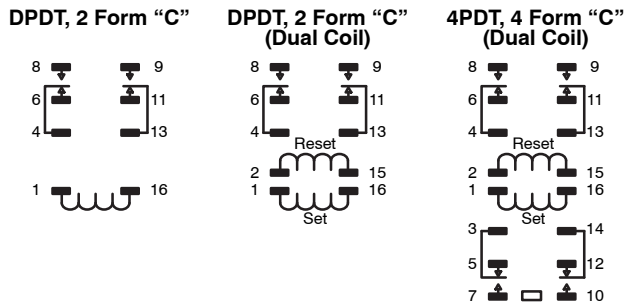 DPDT, 2 Form “C”
8 9
6 11
4 13
1 16
DPDT, 2 Form “C”
(Dual Coil)
8 9
6 11
4 13
Reset
2 15
1 16
Set
4PDT, 4 Form “C”
(Dual Coil)
8 9
6 11
4 13
Reset
2 15
1 16
Set
3 14
5 12
7 10